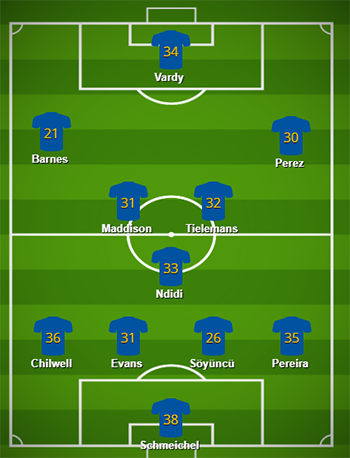 34
Vardy
21
Barnes
30
Perez
31
Maddison
32
Tielemans
33
Ndidi
36
Chilwell
31
Evans
26
Söyüncü
35
Pereira
38
Schmeichel